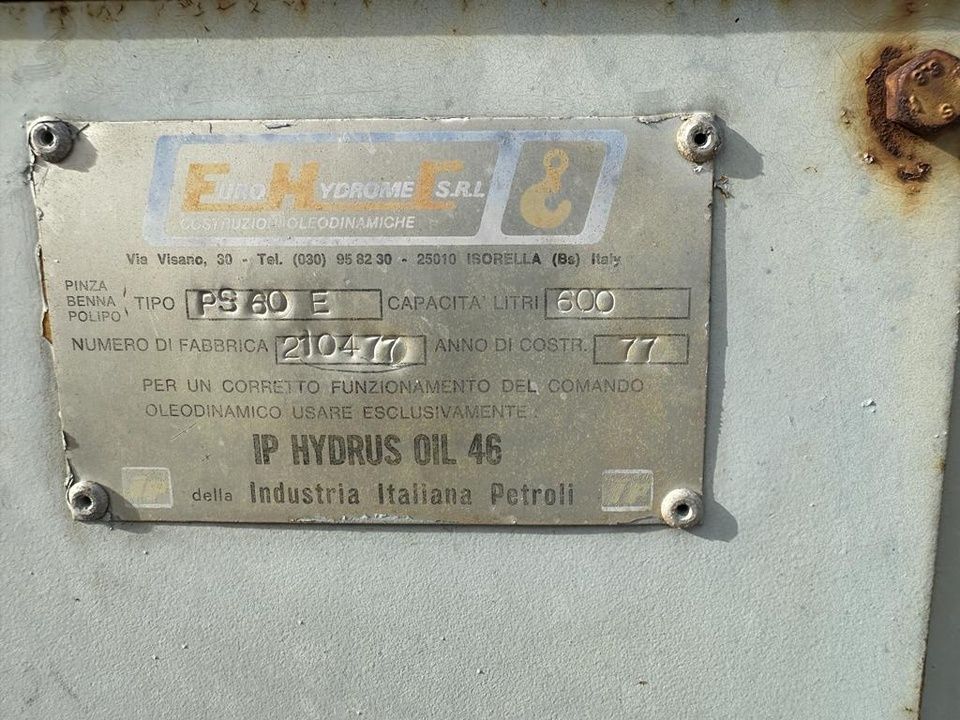 EURO HYDROMEC S.R.L
COSTRUZIONI OLEODINAMICHE
Via Visano, 30 - Tel. (030) 95 82 30 - 25010 ISORELLA (Bs) Italy
PINZA
BENNA
POLIPO
TIPO PS 60 E CAPACITA' LITRI 600
NUMERO DI FABBRICA 210477 ANNO DI COSTR. 77
PER UN CORRETTO FUNZIONAMENTO DEL COMANDO
OLEODINAMICO USARE ESCLUSIVAMENTE:
IP HYDRUS OIL 46
IP della Industria Italiana Petroli IP